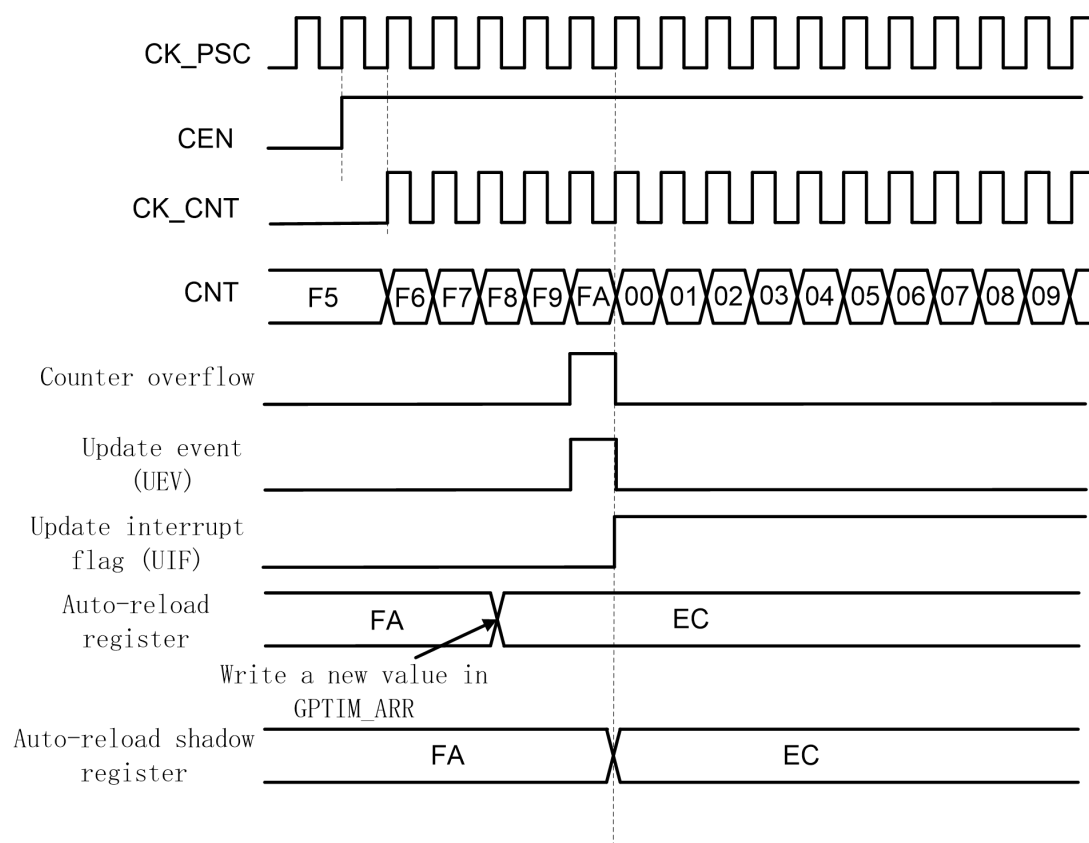 CK_PSC
CEN
CK_CNT
CNT F5 F6 F7 F8 F9 FA 00 01 02 03 04 05 06 07 08 09
Counter overflow
Update event
(UEV)
Update interrupt
flag (UIF)
Auto-reload
register
FA EC
Write a new value in
GPTIM_ARR
Auto-reload shadow
register
FA EC